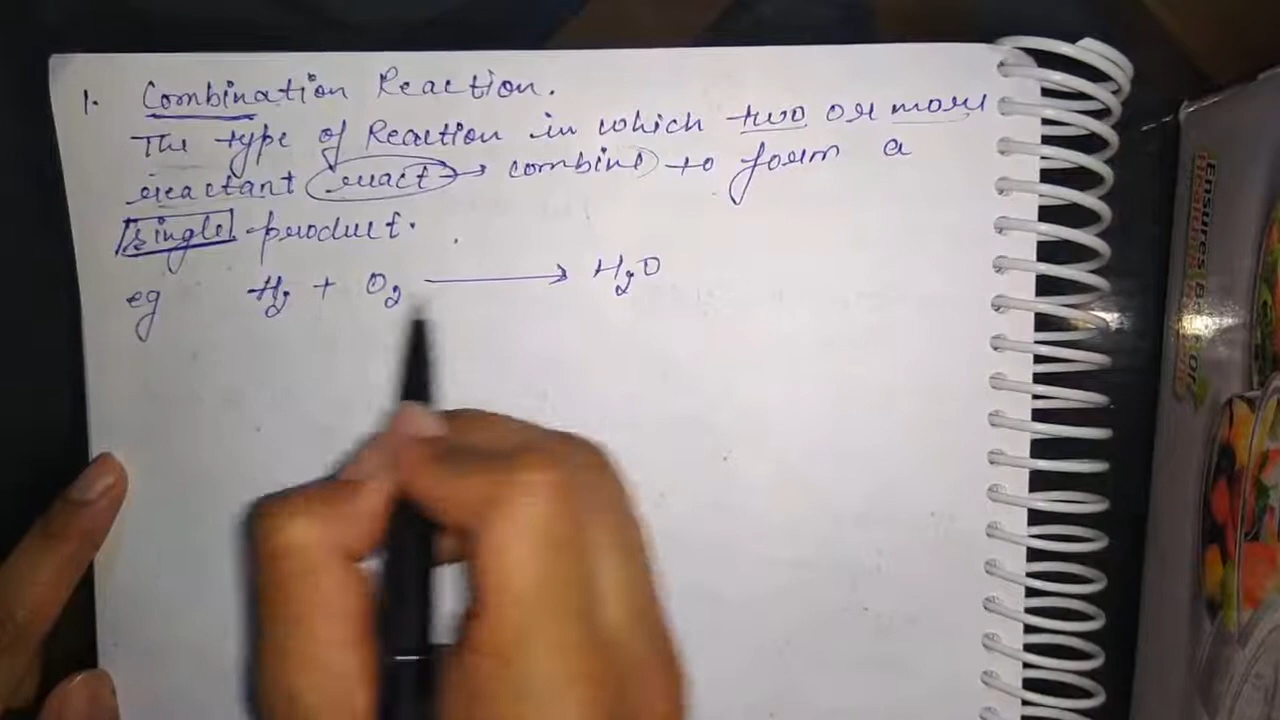 1. Combination Reaction.
The type of Reaction in which two or more
reactant react → combine to form a
single product.
eg H₂ + O₂ ⟶ H₂O
Ensures B